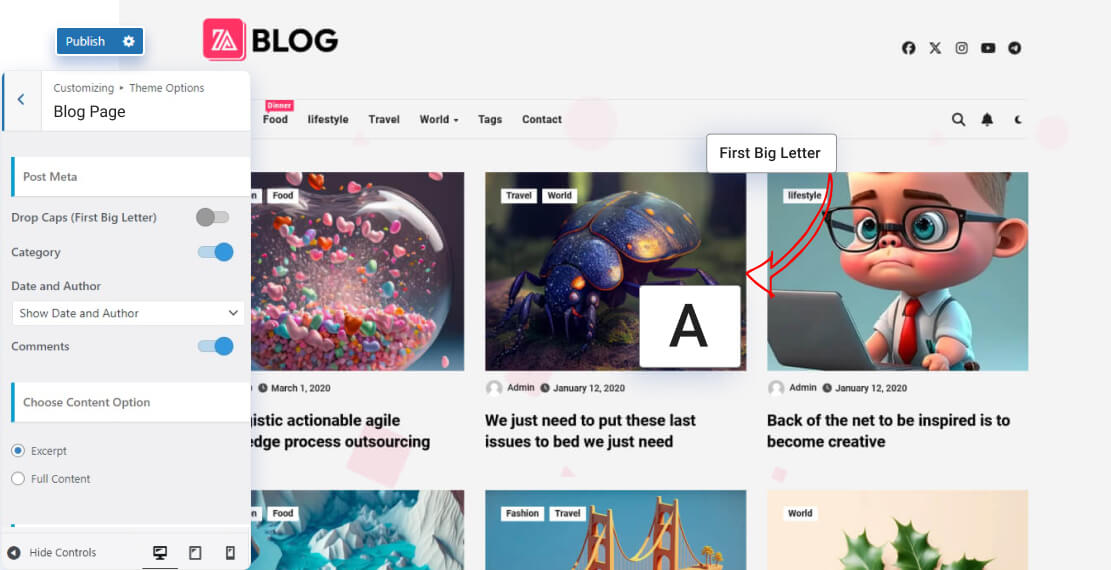 Publish
Customizing ▸ Theme Options
Blog Page
Post Meta
Drop Caps (First Big Letter)
Category
Date and Author
Show Date and Author
Comments
Choose Content Option
Excerpt
Full Content
Hide Controls
BLOG
Dinner
Food lifestyle Travel World Tags Contact
First Big Letter
n Food
Travel World
lifestyle
A
March 1, 2020
Admin January 12, 2020
Admin January 12, 2020
istic actionable agile
edge process outsourcing
We just need to put these last
issues to bed we just need
Back of the net to be inspired is to
become creative
n Food
Fashion Travel
World